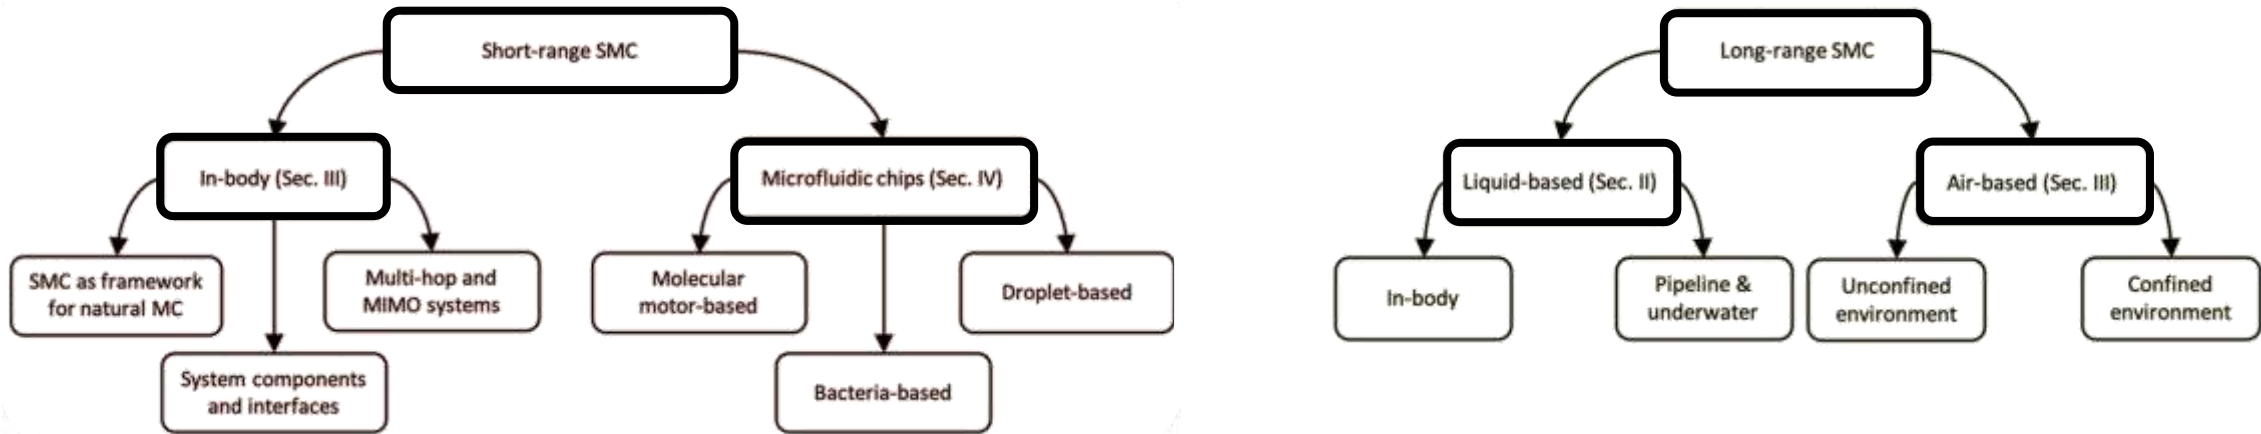 Short-range SMC
In-body (Sec. III)
Microfluidic chips (Sec. IV)
SMC as framework
for natural MC
Multi-hop and
MIMO systems
Molecular
motor-based
Droplet-based
System components
and interfaces
Bacteria-based
Long-range SMC
Liquid-based (Sec. II)
Air-based (Sec. III)
In-body
Pipeline &
underwater
Unconfined
environment
Confined
environment